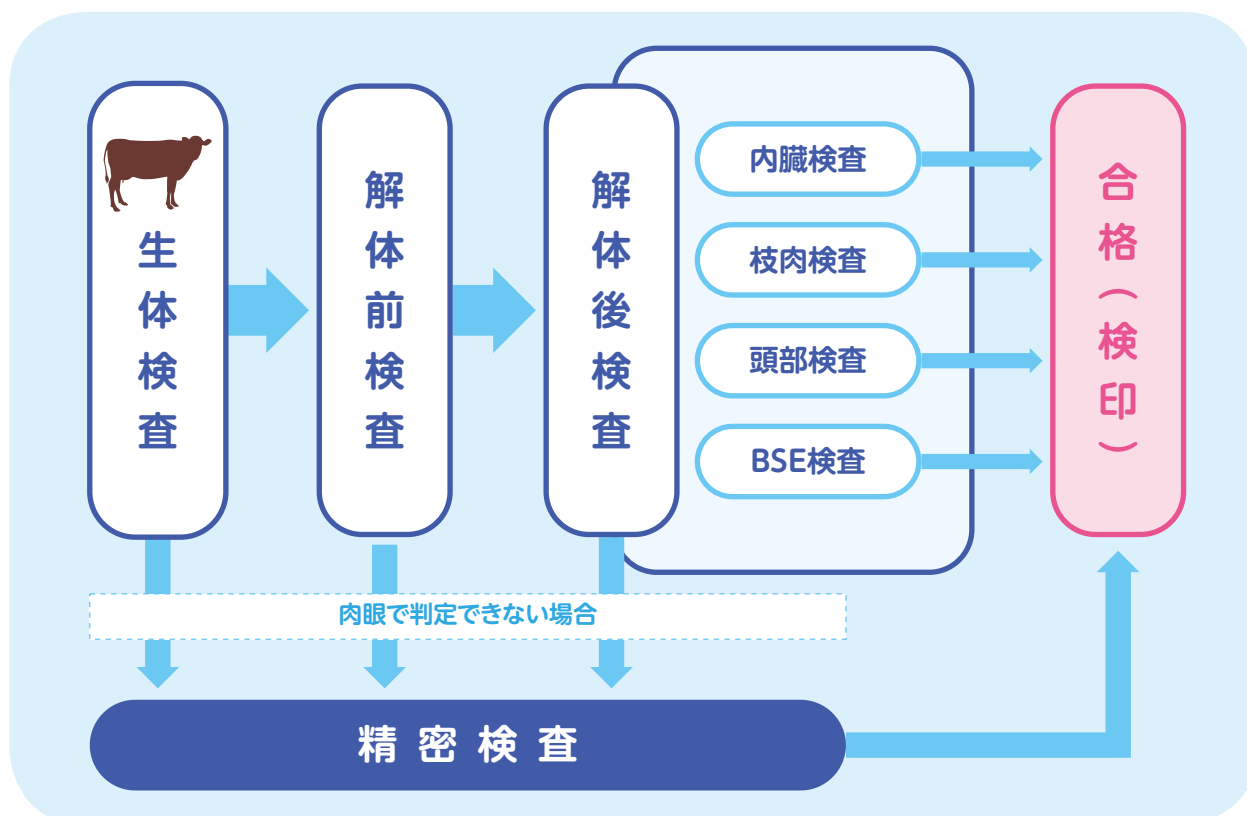 生体検査
解体前検査
解体後検査
内臓検査
枝肉検査
頭部検査
BSE検査
合格（検印）
肉眼で判定できない場合
精密検査